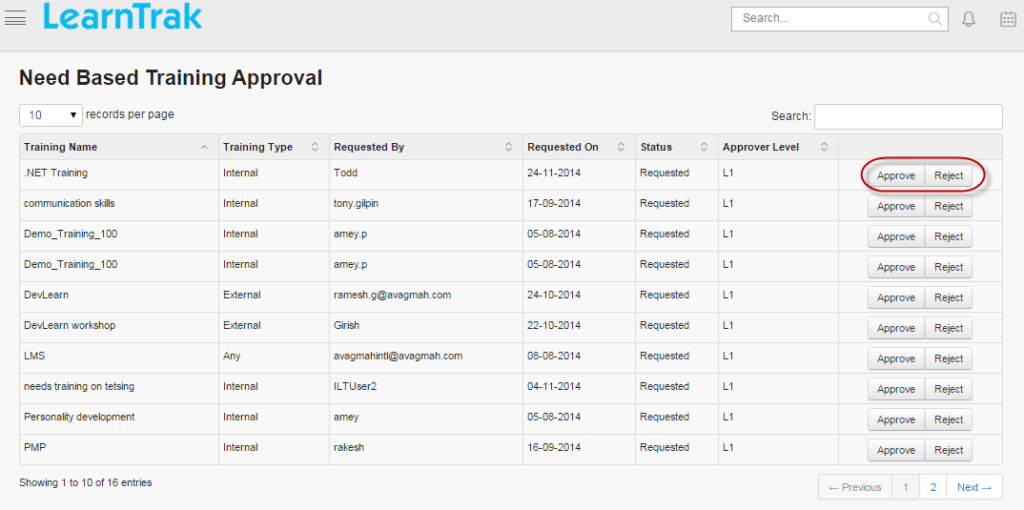 LearnTrak
Search...
Need Based Training Approval
10 records per page
Search:
Training Name Training Type Requested By Requested On Status Approver Level
.NET Training Internal Todd 24-11-2014 Requested L1 Approve Reject
communication skills Internal tony.gilpin 17-09-2014 Requested L1 Approve Reject
Demo_Training_100 Internal amey.p 05-08-2014 Requested L1 Approve Reject
Demo_Training_100 Internal amey.p 05-08-2014 Requested L1 Approve Reject
DevLearn External ramesh.g@avagmah.com 24-10-2014 Requested L1 Approve Reject
DevLearn workshop External Girish 22-10-2014 Requested L1 Approve Reject
LMS Any avagmahintl@avagmah.com 08-08-2014 Requested L1 Approve Reject
needs training on tetsing Internal ILTUser2 04-11-2014 Requested L1 Approve Reject
Personality development Internal amey 05-08-2014 Requested L1 Approve Reject
PMP Internal rakesh 16-09-2014 Requested L1 Approve Reject
Showing 1 to 10 of 16 entries
← Previous 1 2 Next →